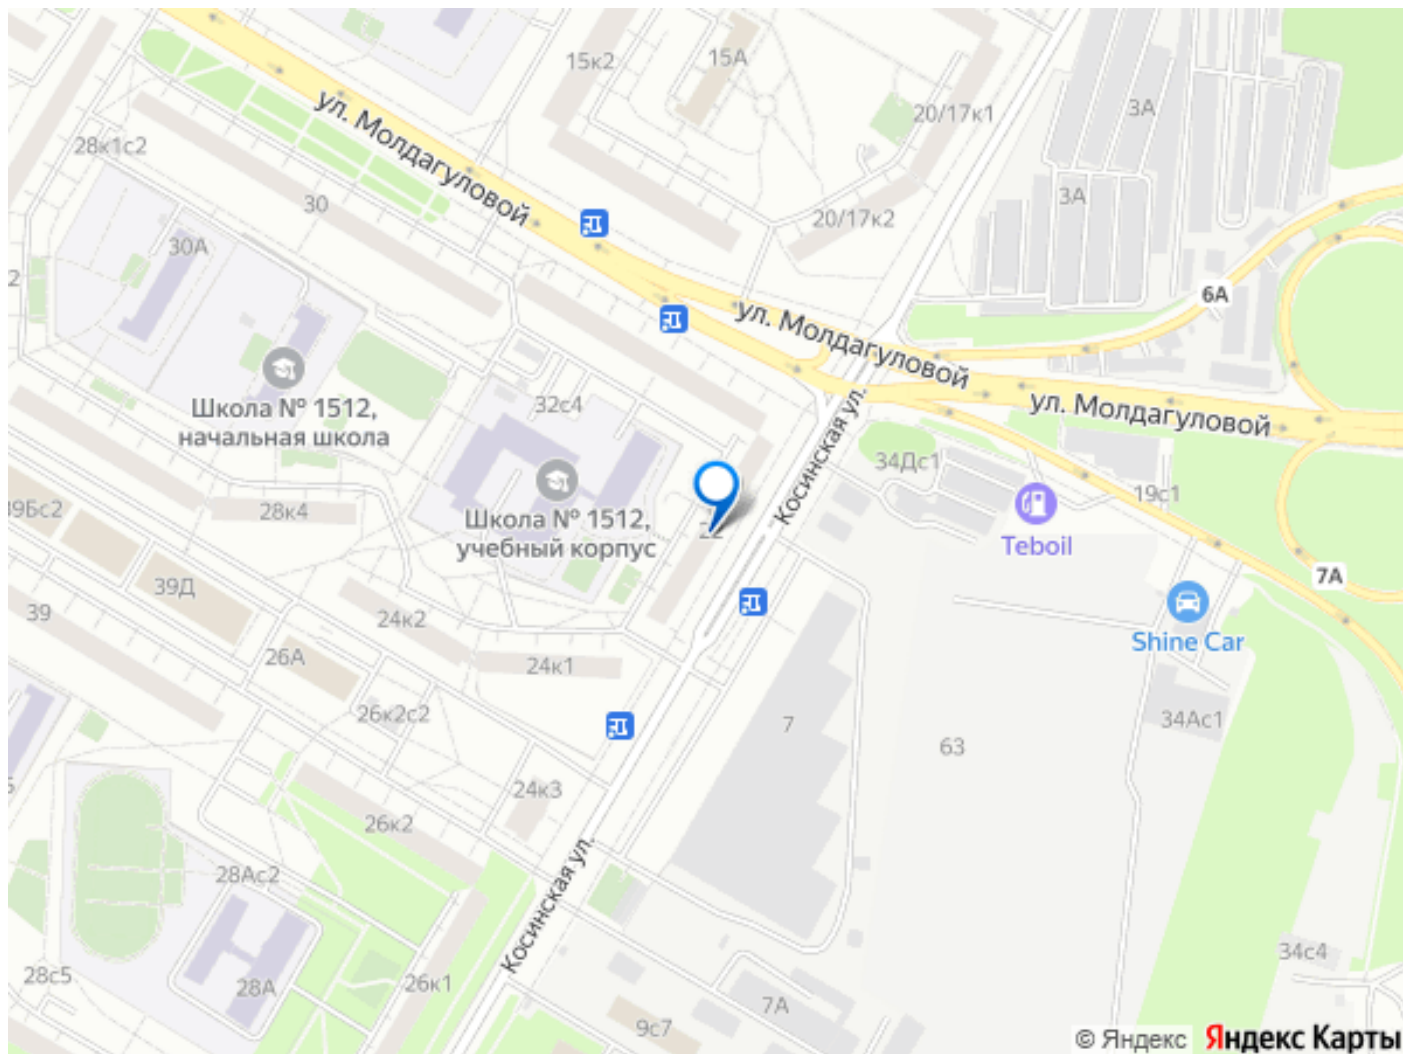 15к2
15А
20/17к1
3А
ул. Молдагуловой
28к1с2
30
3А
20/17к2
30А
2
6А
ул. Молдагуловой
Школа № 1512,
начальная школа
32с4
ул. Молдагуловой
Косинская ул.
34Дс1
19с1
39Бс2
28к4
Школа № 1512,
учебный корпус
22
Teboil
7А
39Д
39
24к2
26А
24к1
Shine Car
26к2с2
7
63
34Ас1
24к3
26к2
28Ас2
Косинская ул.
28с5
28А
26к1
7А
9с7
34с4
© Яндекс Яндекс Карты